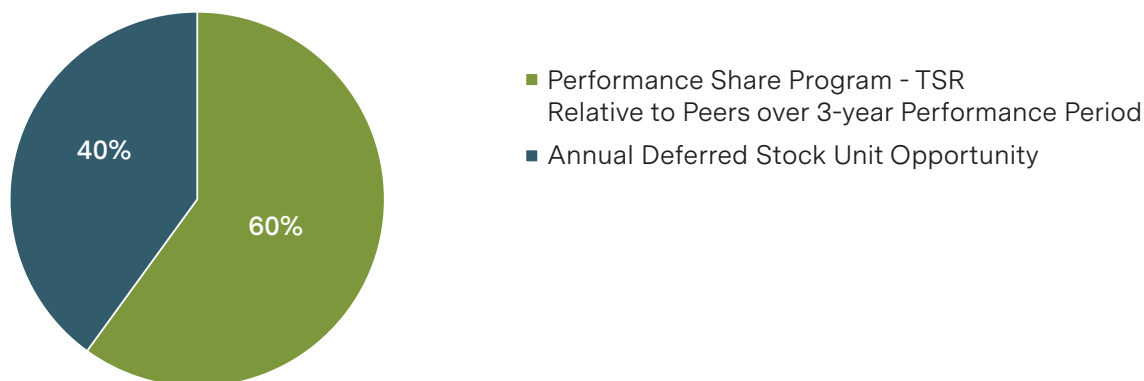 40%
60%
Performance Share Program - TSR
Relative to Peers over 3-year Performance Period
Annual Deferred Stock Unit Opportunity